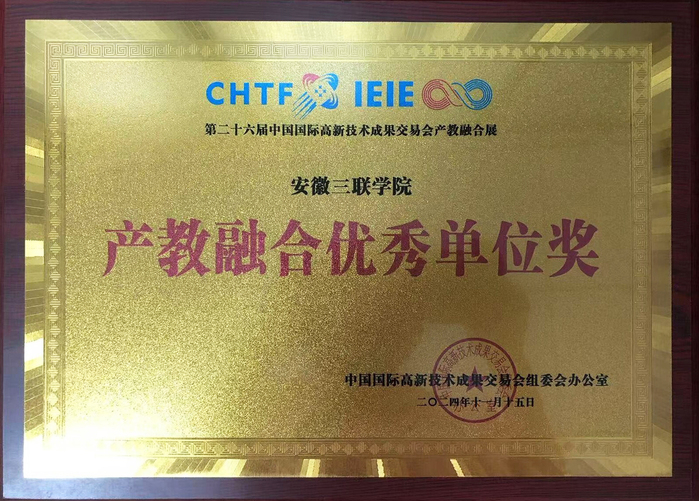 CHTF IEIE
第二十六届中国国际高新技术成果交易会产教融合展
安徽三联学院
产教融合优秀单位奖
中国国际高新技术成果交易会组委会办公室
二〇二四年十一月十五日